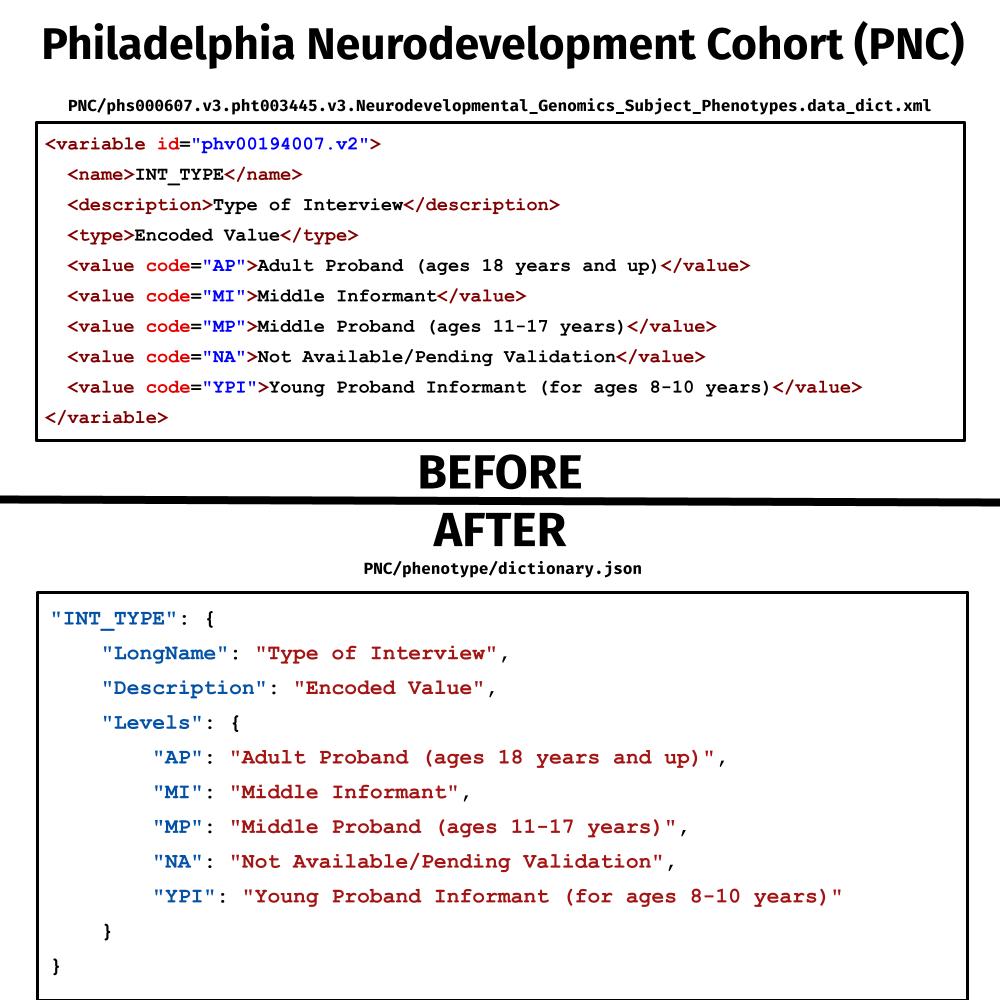 Philadelphia Neurodevelopment Cohort (PNC)
PNC/phs000607.v3.pht003445.v3.Neurodevelopmental_Genomics_Subject_Phenotypes.data_dict.xml
<variable id="phv00194007.v2">
  <name>INT_TYPE</name>
  <description>Type of Interview</description>
  <type>Encoded Value</type>
  <value code="AP">Adult Proband (ages 18 years and up)</value>
  <value code="MI">Middle Informant</value>
  <value code="MP">Middle Proband (ages 11-17 years)</value>
  <value code="NA">Not Available/Pending Validation</value>
  <value code="YPI">Young Proband Informant (for ages 8-10 years)</value>
</variable>
BEFORE
AFTER
PNC/phenotype/dictionary.json
"INT_TYPE": {
    "LongName": "Type of Interview",
    "Description": "Encoded Value",
    "Levels": {
        "AP": "Adult Proband (ages 18 years and up)",
        "MI": "Middle Informant",
        "MP": "Middle Proband (ages 11-17 years)",
        "NA": "Not Available/Pending Validation",
        "YPI": "Young Proband Informant (for ages 8-10 years)"
    }
}